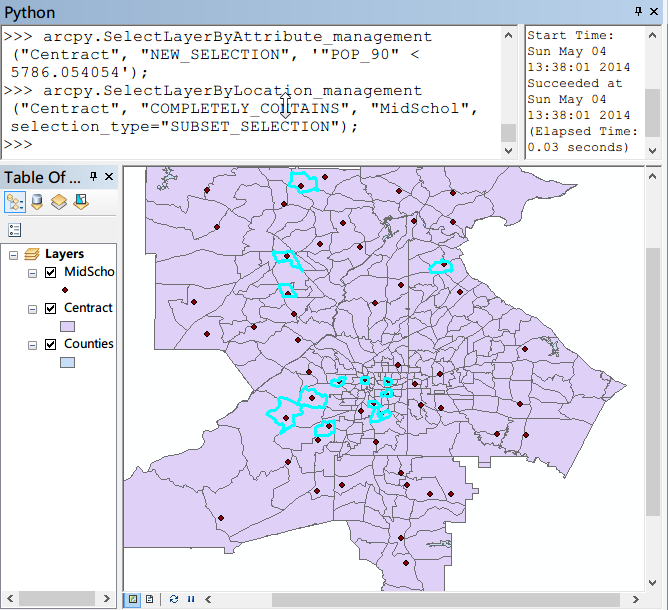 Python
>>> arcpy.SelectLayerByAttribute_management
("Centract", "NEW_SELECTION", '"POP_90" <
5786.054054');
>>> arcpy.SelectLayerByLocation_management
("Centract", "COMPLETELY_CONTAINS", "MidSchol",
selection_type="SUBSET_SELECTION");
>>>
Start Time:
Sun May 04
13:38:01 2014
Succeeded at
Sun May 04
13:38:01 2014
(Elapsed Time:
0.03 seconds)
Table Of ...
Layers
MidScho
Centract
Counties